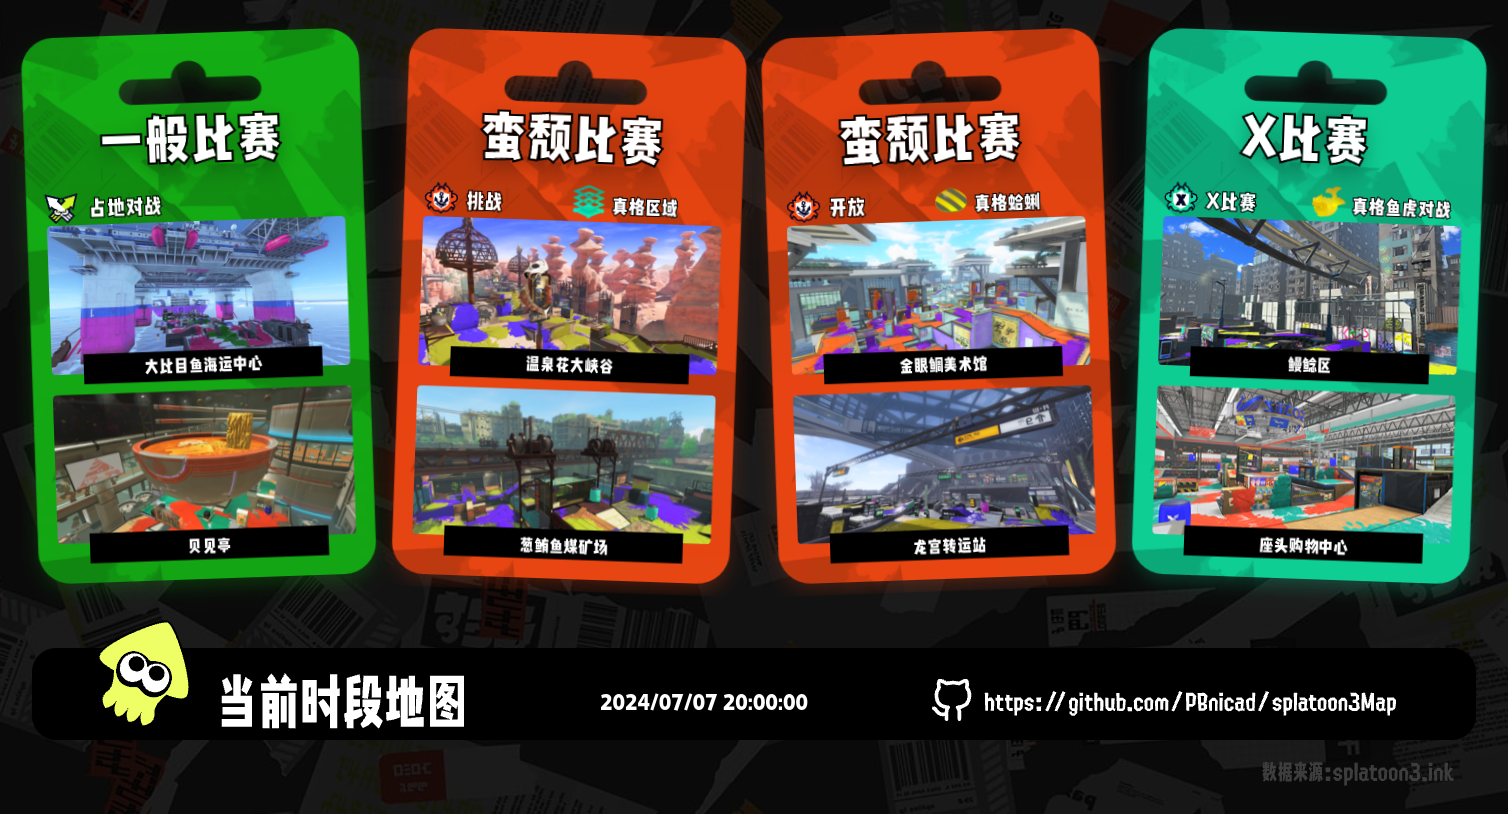 一般比赛
占地对战
大比目鱼海运中心
贝见亭
蛮颓比赛
挑战
真格区域
温泉花大峡谷
葱鲔鱼煤矿场
蛮颓比赛
开放
真格蛤蜊
金眼鲷美术馆
龙宫转运站
X比赛
X比赛
真格鱼虎对战
鳗鲶区
座头购物中心
当前时段地图
2024/07/07 20:00:00
https://github.com/PBnicad/splatoon3Map
数据来源:splatoon3.ink